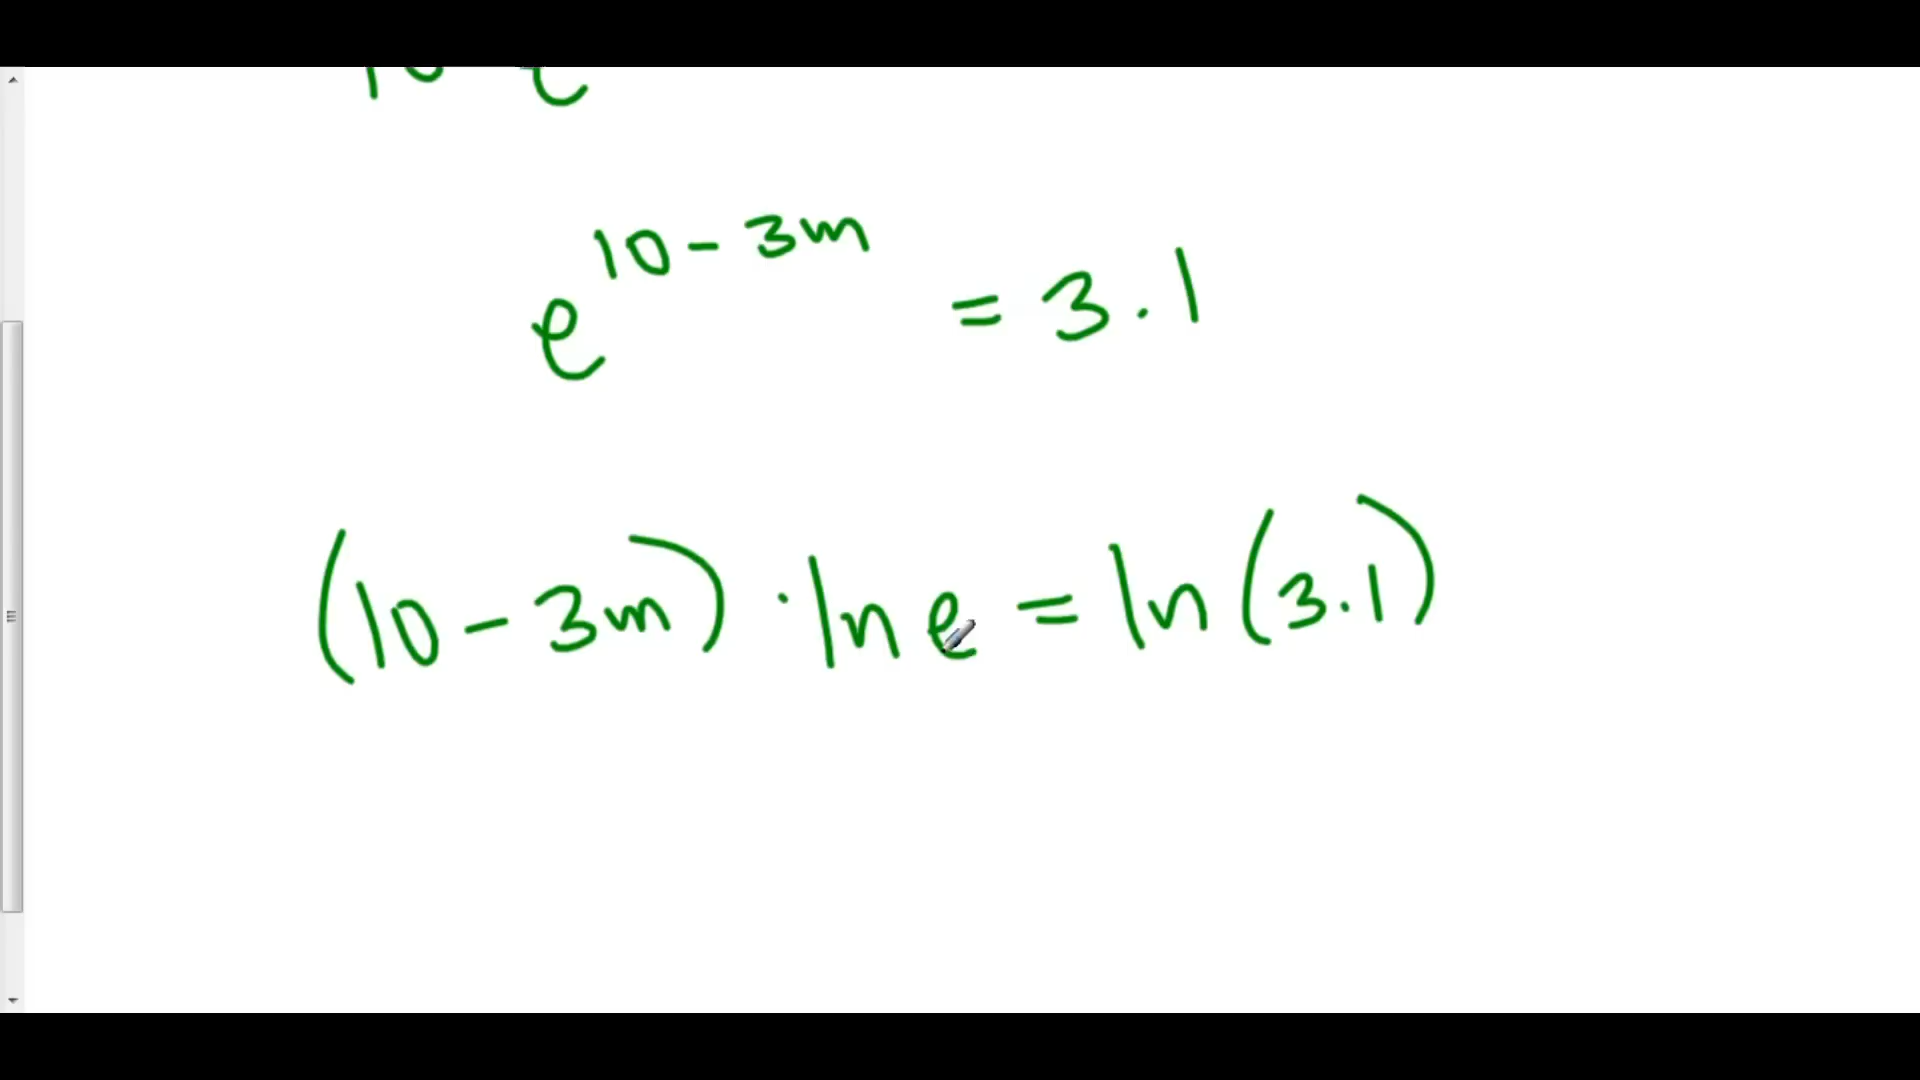 e^{10-3m} = 3.1
(10-3m) · ln e = ln(3.1)